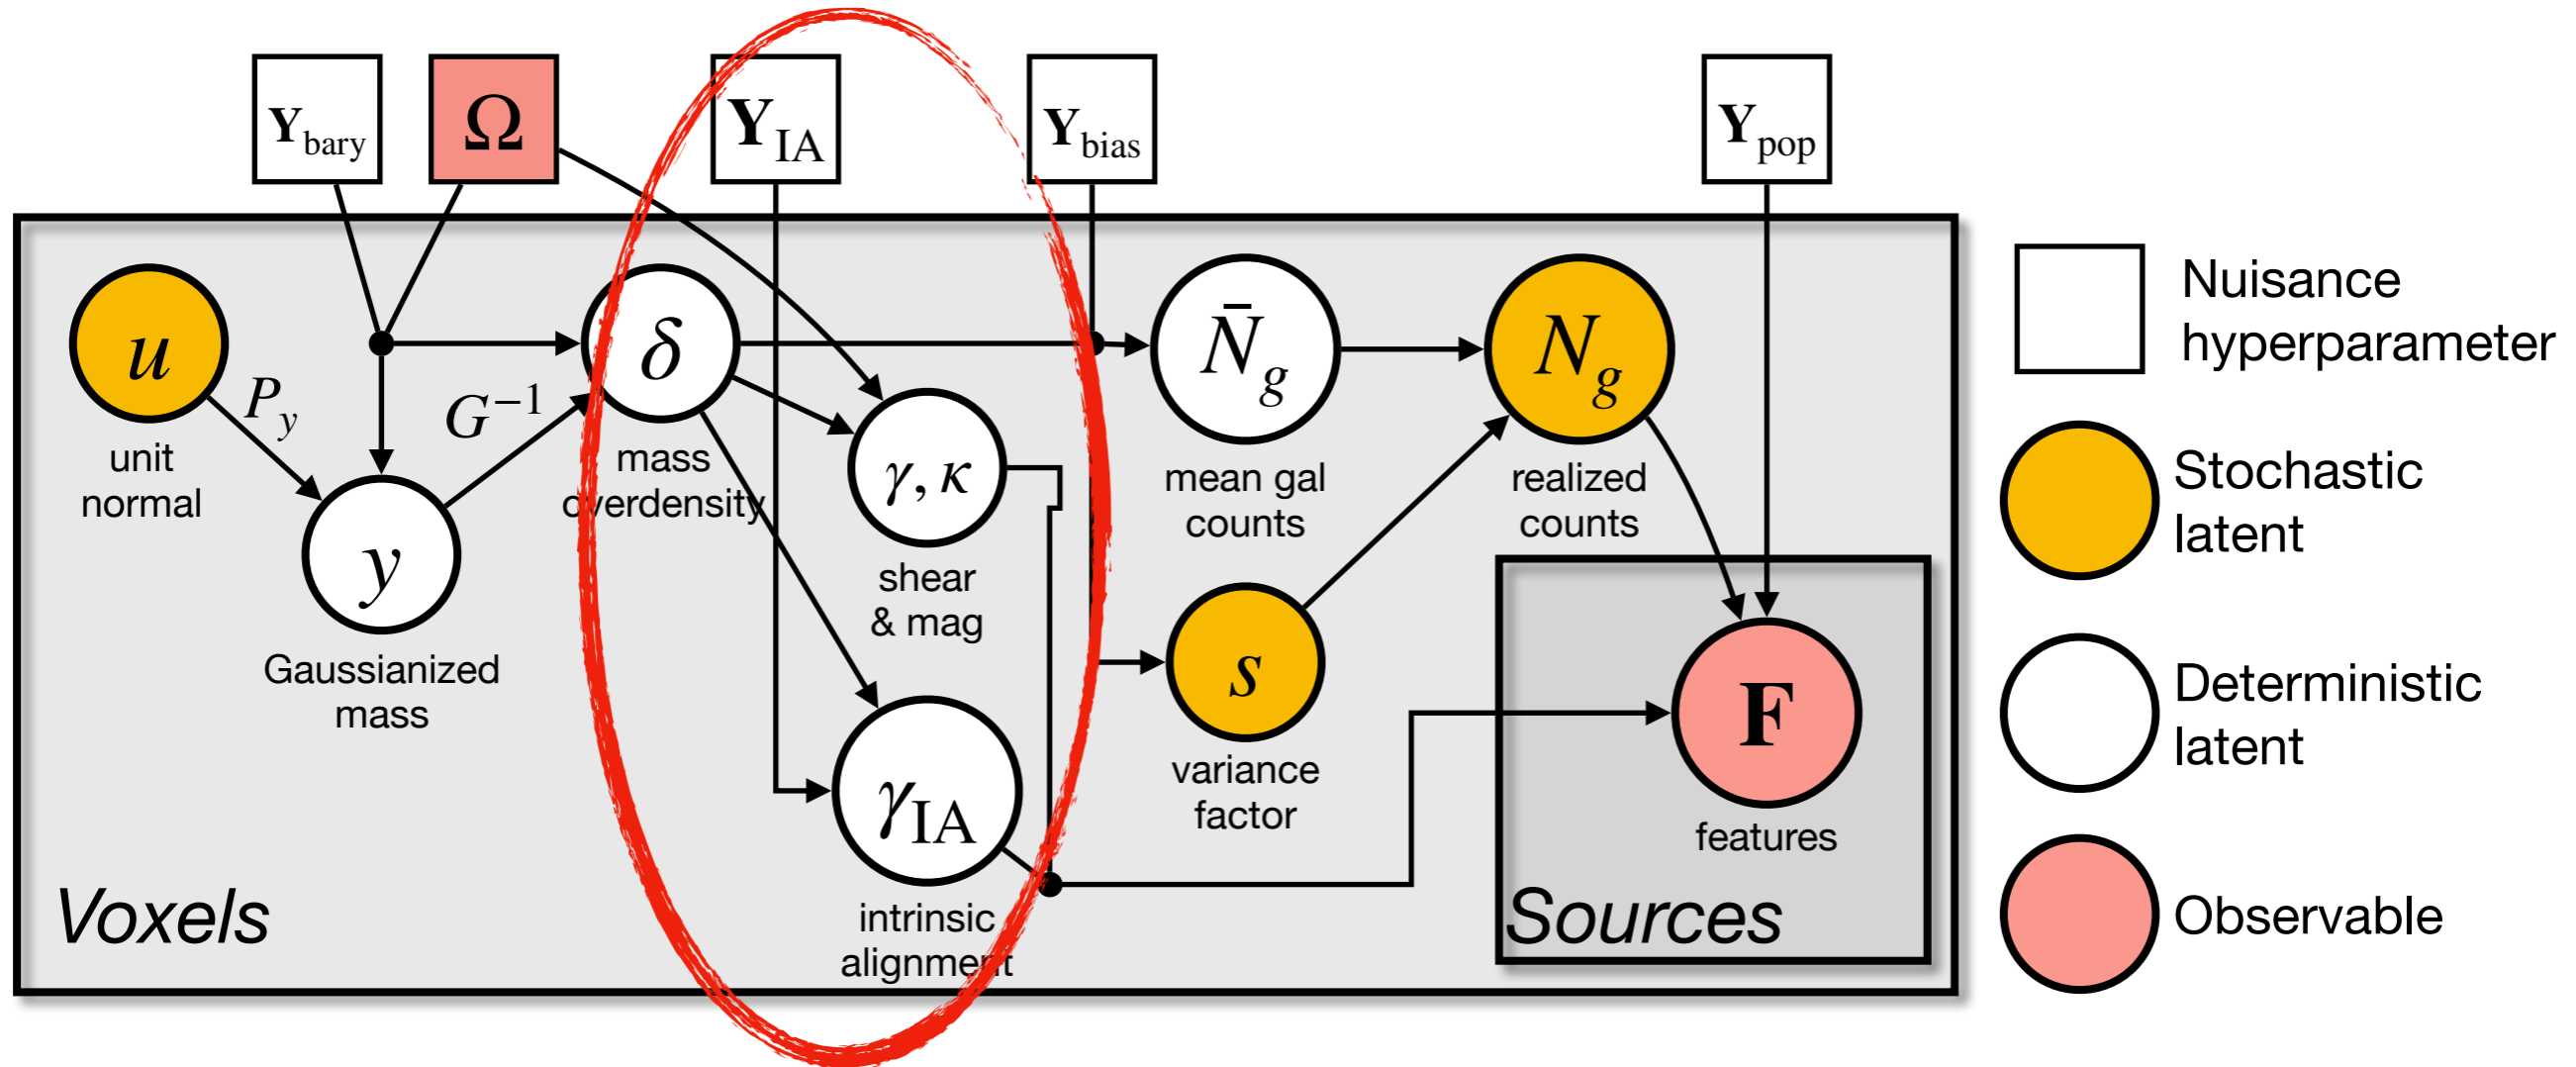 Y_bary
Ω
Y_IA
Y_bias
Y_pop
u
unit
normal
P_y
y
Gaussianized
mass
G⁻¹
δ
mass
overdensity
γ, κ
shear
& mag
γ_IA
intrinsic
alignment
N̄_g
mean gal
counts
N_g
realized
counts
s
variance
factor
F
features
Voxels
Sources
Nuisance
hyperparameter
Stochastic
latent
Deterministic
latent
Observable